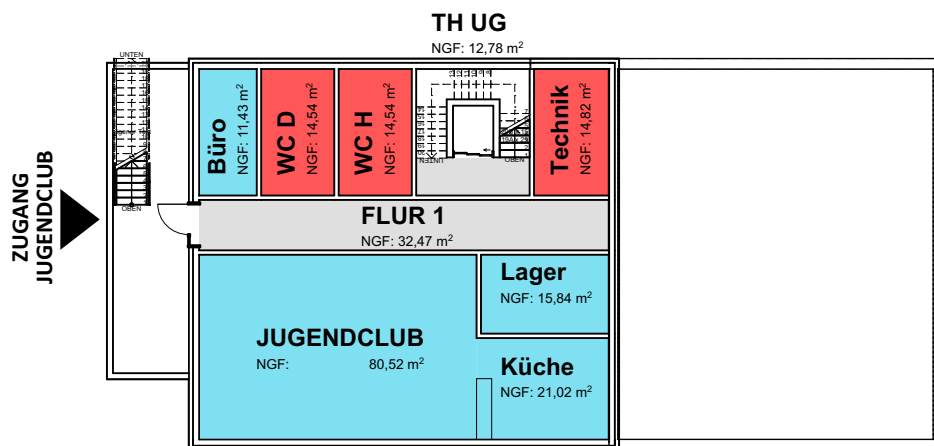 TH UG
NGF: 12,78 m²
UNTEN
Büro
NGF: 11,43 m²
WC D
NGF: 14,54 m²
WC H
NGF: 14,54 m²
Technik
NGF: 14,82 m²
UNTEN
OBEN
OBEN
ZUGANG
JUGENDCLUB
FLUR 1
NGF: 32,47 m²
Lager
NGF: 15,84 m²
JUGENDCLUB
NGF: 80,52 m²
Küche
NGF: 21,02 m²